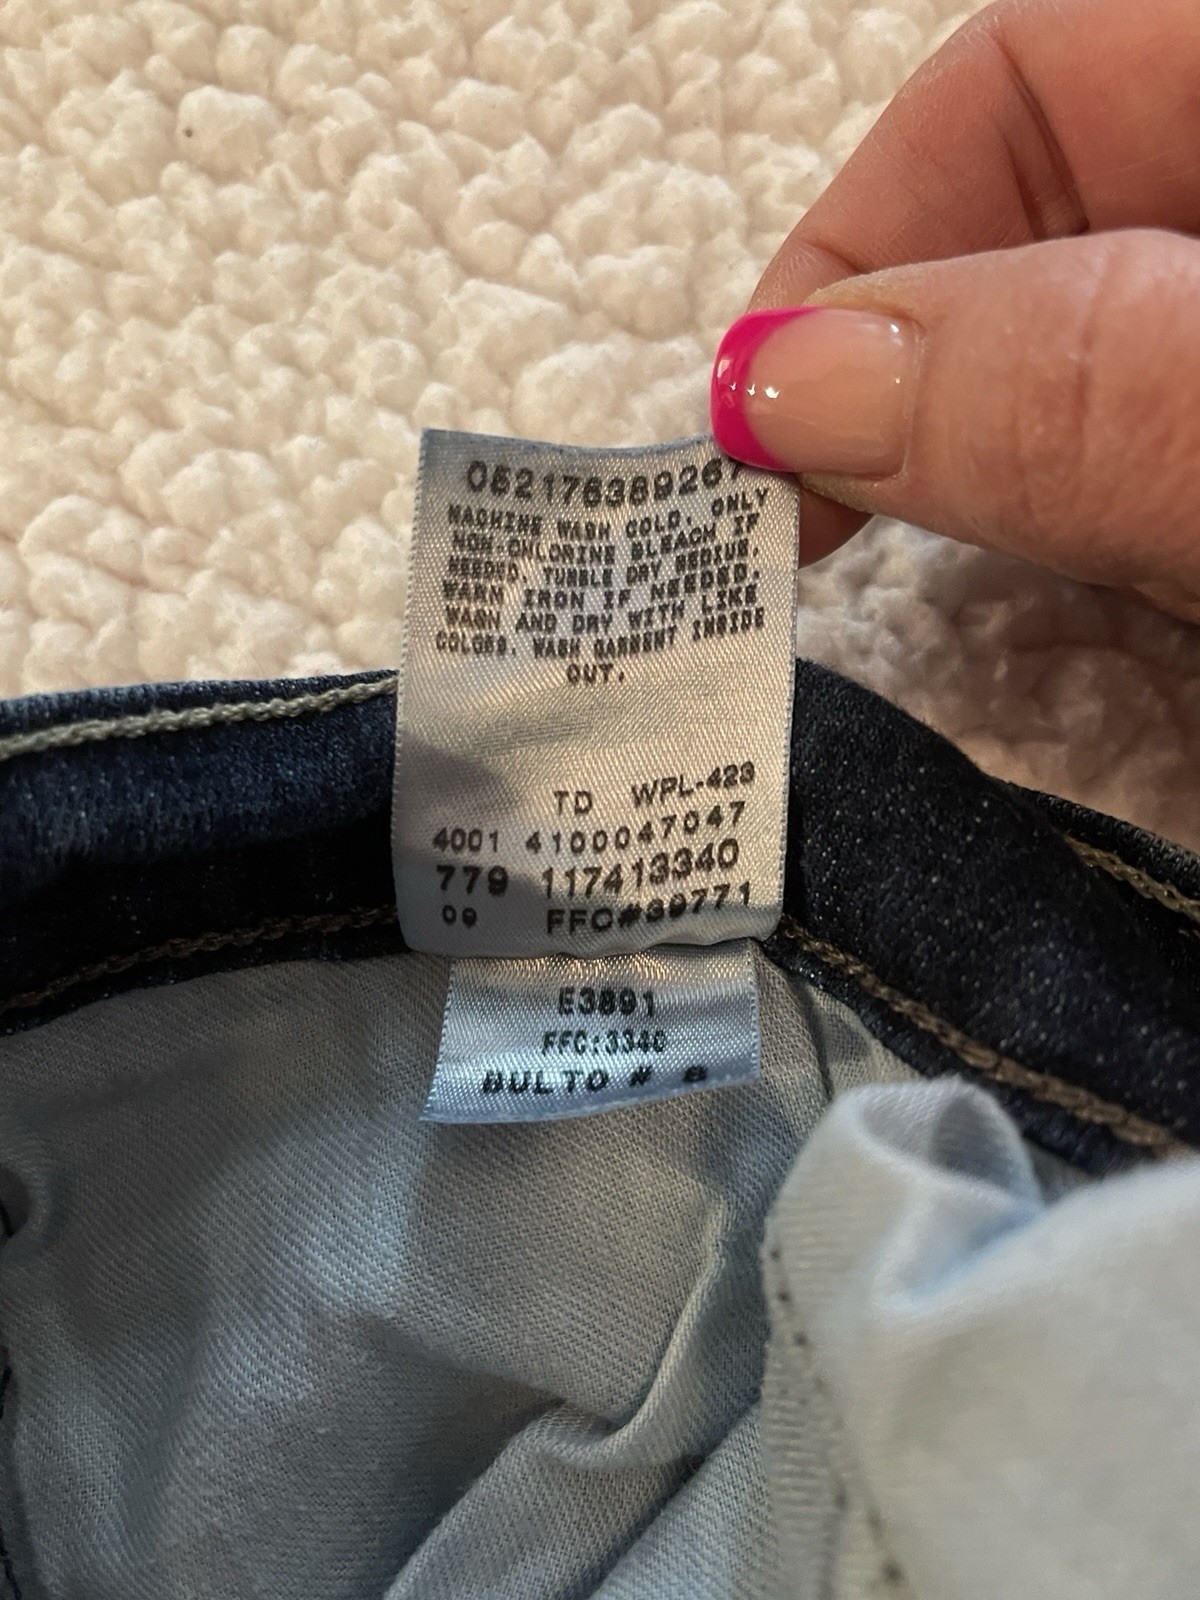 052176389267
MACHINE WASH COLD. ONLY
NON-CHLORINE BLEACH IF
NEEDED. TUMBLE DRY MEDIUM.
WARM IRON IF NEEDED.
WASH AND DRY WITH LIKE
COLORS. WASH GARMENT INSIDE
OUT.
TD WPL-423
4001 4100047047
779 117413340
09 FFC#39771
E3891
FFC:3340
BULTO # 8